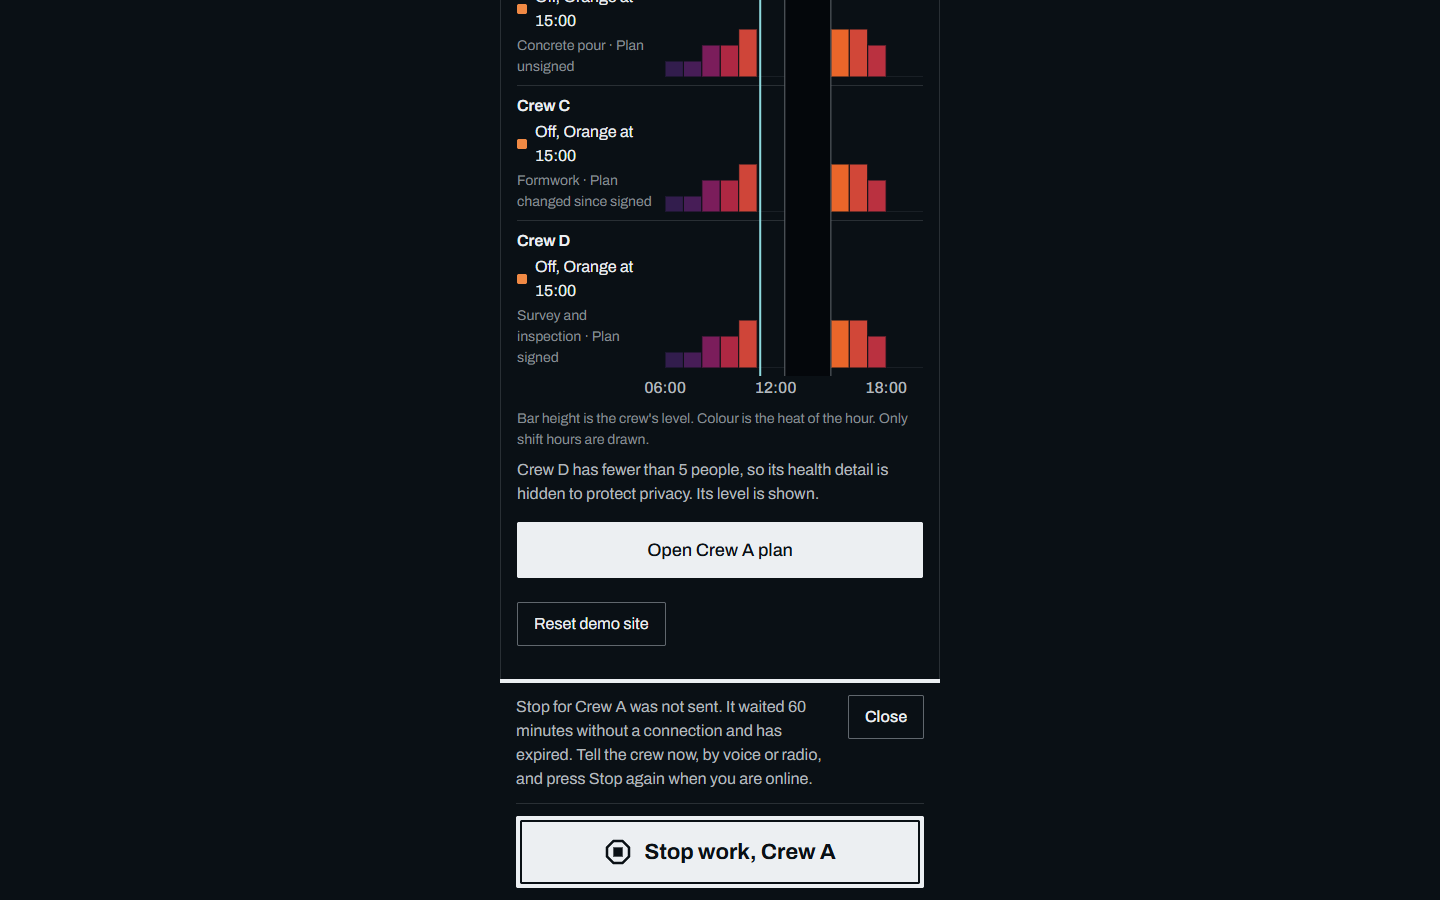 Off, Orange at
15:00
Concrete pour · Plan
unsigned
Crew C
Off, Orange at
15:00
Formwork · Plan
changed since signed
Crew D
Off, Orange at
15:00
Survey and
inspection · Plan
signed
06:00 12:00 18:00
Bar height is the crew's level. Colour is the heat of the hour. Only
shift hours are drawn.
Crew D has fewer than 5 people, so its health detail is
hidden to protect privacy. Its level is shown.
Open Crew A plan
Reset demo site
Stop for Crew A was not sent. It waited 60
minutes without a connection and has
expired. Tell the crew now, by voice or radio,
and press Stop again when you are online.
Close
Stop work, Crew A